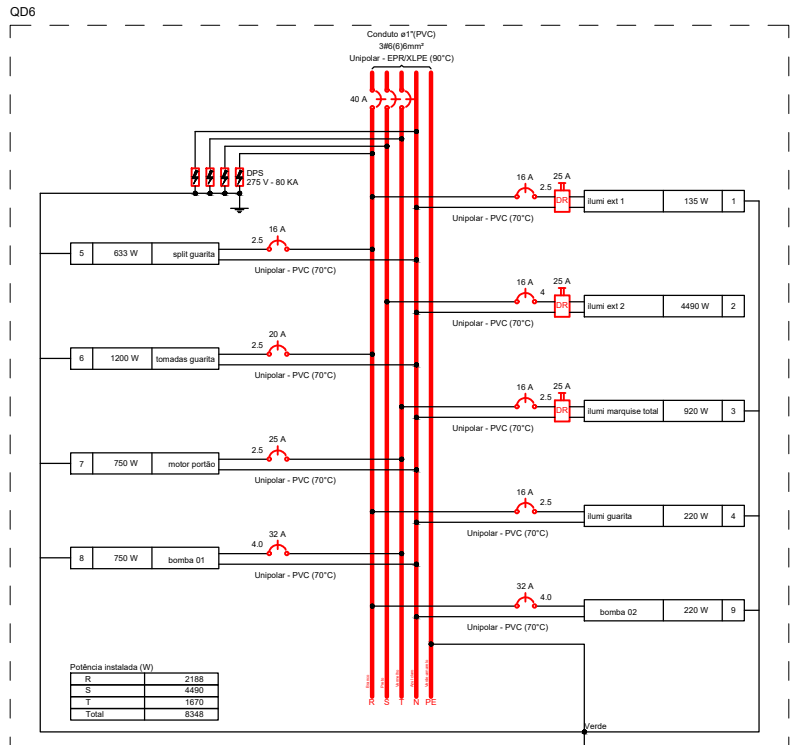 QD6
Conduto ø1"(PVC)
3#6(6)6mm²
Unipolar - EPR/XLPE (90°C)
40 A
DPS
275 V - 80 KA
16 A
2.5
25 A
DR
ilumi ext 1
135 W
1
Unipolar - PVC (70°C)
5
633 W
split guarita
2.5
16 A
Unipolar - PVC (70°C)
16 A
4
25 A
DR
ilumi ext 2
4490 W
2
Unipolar - PVC (70°C)
6
1200 W
tomadas guarita
2.5
20 A
Unipolar - PVC (70°C)
16 A
2.5
25 A
DR
ilumi marquise total
920 W
3
Unipolar - PVC (70°C)
7
750 W
motor portão
2.5
25 A
Unipolar - PVC (70°C)
16 A
2.5
ilumi guarita
220 W
4
Unipolar - PVC (70°C)
8
750 W
bomba 01
4.0
32 A
Unipolar - PVC (70°C)
32 A
4.0
bomba 02
220 W
9
Unipolar - PVC (70°C)
Potência instalada (W)
R 2188
S 4490
T 1670
Total 8348
R S T N PE
Verde